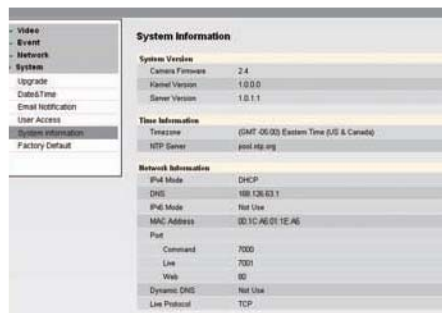 Video
Event
Network
System
Upgrade
Date&Time
Email Notification
User Access
System Information
Factory Default
System Information
System Version
Camera Firmware 2.4
Kernel Version 1.0.0.0
Server Version 1.0.1.1
Time Information
Timezone (GMT -05:00) Eastern Time (US & Canada)
NTP Server pool.ntp.org
Network Information
IPv4 Mode DHCP
DNS 168.126.63.1
IPv6 Mode Not Use
MAC Address 00:1C:A6:01:1E:A6
Port
Command 7000
Live 7001
Web 80
Dynamic DNS Not Use
Live Protocol TCP